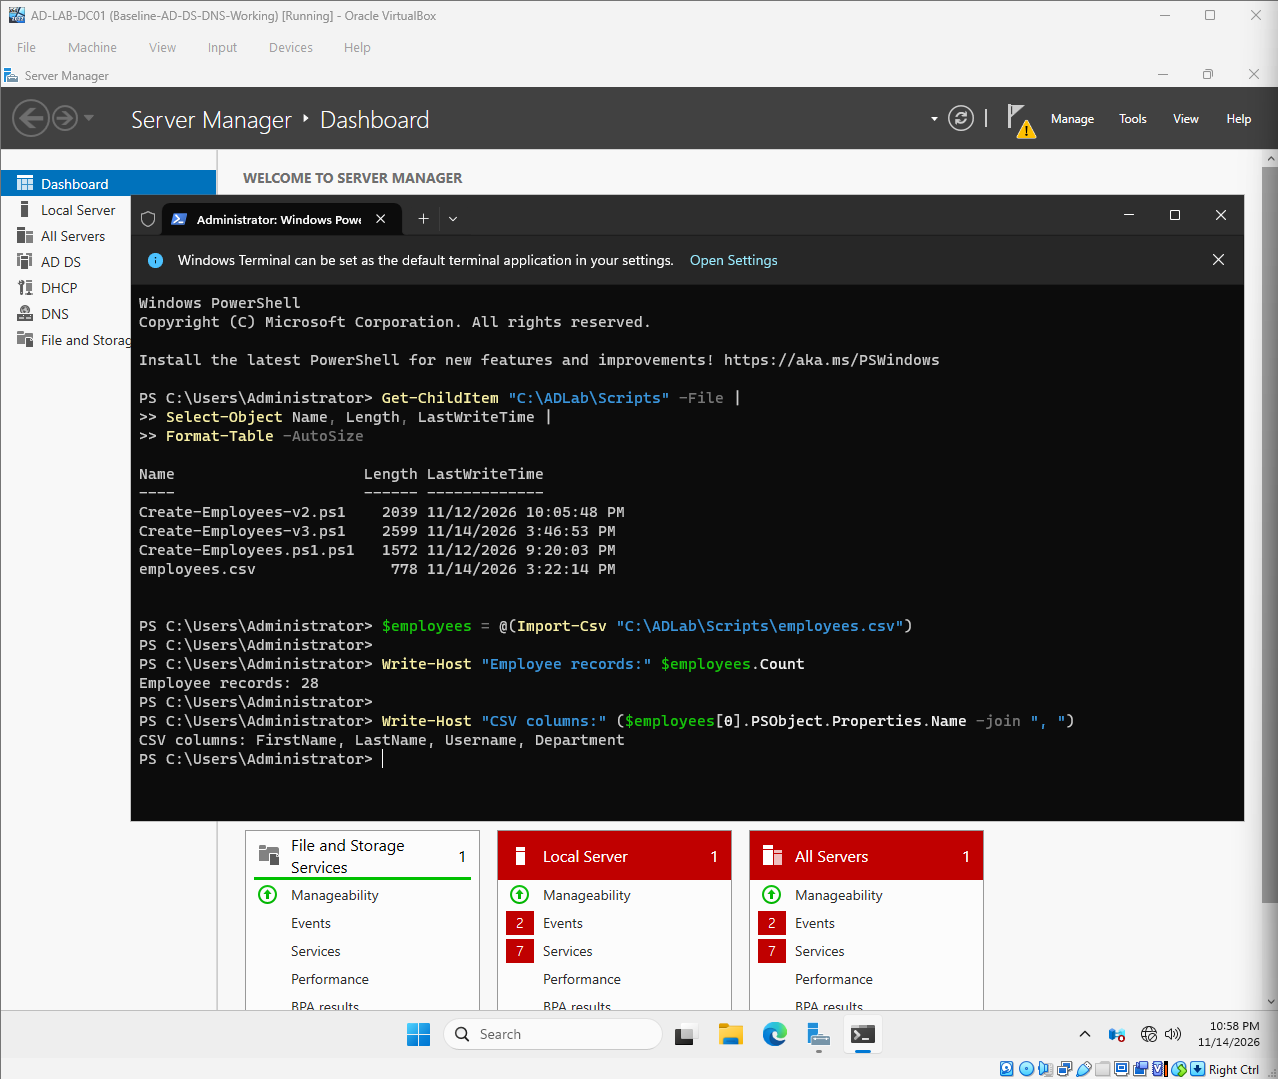 AD-LAB-DC01 (Baseline-AD-DS-DNS-Working) [Running] - Oracle VirtualBox
File Machine View Input Devices Help
Server Manager
Server Manager ‣ Dashboard
Manage Tools View Help
Dashboard
Local Server
All Servers
AD DS
DHCP
DNS
File and Storag
WELCOME TO SERVER MANAGER
Administrator: Windows Powe
Windows Terminal can be set as the default terminal application in your settings. Open Settings
Windows PowerShell
Copyright (C) Microsoft Corporation. All rights reserved.
Install the latest PowerShell for new features and improvements! https://aka.ms/PSWindows
PS C:\Users\Administrator> Get-ChildItem "C:\ADLab\Scripts" -File |
>> Select-Object Name, Length, LastWriteTime |
>> Format-Table -AutoSize
Name Length LastWriteTime
---- ------ -------------
Create-Employees-v2.ps1 2039 11/12/2026 10:05:48 PM
Create-Employees-v3.ps1 2599 11/14/2026 3:46:53 PM
Create-Employees.ps1.ps1 1572 11/12/2026 9:20:03 PM
employees.csv 778 11/14/2026 3:22:14 PM
PS C:\Users\Administrator> $employees = @(Import-Csv "C:\ADLab\Scripts\employees.csv")
PS C:\Users\Administrator>
PS C:\Users\Administrator> Write-Host "Employee records:" $employees.Count
Employee records: 28
PS C:\Users\Administrator>
PS C:\Users\Administrator> Write-Host "CSV columns:" ($employees[0].PSObject.Properties.Name -join ", ")
CSV columns: FirstName, LastName, Username, Department
PS C:\Users\Administrator>
File and Storage
Services 1
Manageability
Events
Services
Performance
BPA results
Local Server 1
Manageability
2 Events
7 Services
Performance
BPA results
All Servers 1
Manageability
2 Events
7 Services
Performance
BPA results
Search
10:58 PM
11/14/2026
Right Ctrl